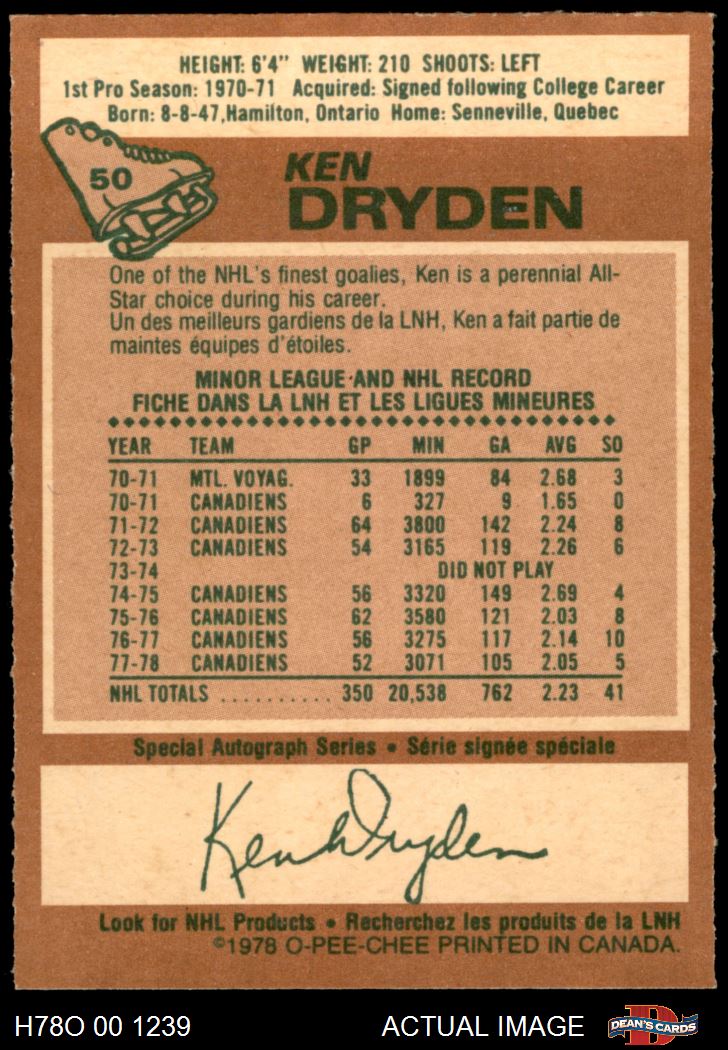 HEIGHT: 6'4" WEIGHT: 210 SHOOTS: LEFT
1st Pro Season: 1970-71 Acquired: Signed following College Career
Born: 8-8-47, Hamilton, Ontario Home: Senneville, Quebec
50
KEN
DRYDEN
One of the NHL's finest goalies, Ken is a perennial All-
Star choice during his career.
Un des meilleurs gardiens de la LNH, Ken a fait partie de
maintes équipes d'étoiles.
MINOR LEAGUE AND NHL RECORD
FICHE DANS LA LNH ET LES LIGUES MINEURES
YEAR TEAM GP MIN GA AVG SO
70-71 MTL. VOYAG. 33 1899 84 2.68 3
70-71 CANADIENS 6 327 9 1.65 0
71-72 CANADIENS 64 3800 142 2.24 8
72-73 CANADIENS 54 3165 119 2.26 6
73-74 DID NOT PLAY
74-75 CANADIENS 56 3320 149 2.69 4
75-76 CANADIENS 62 3580 121 2.03 8
76-77 CANADIENS 56 3275 117 2.14 10
77-78 CANADIENS 52 3071 105 2.05 5
NHL TOTALS .......... 350 20,538 762 2.23 41
Special Autograph Series • Série signée spéciale
Ken Dryden
Look for NHL Products • Recherchez les produits de la LNH
©1978 O-PEE-CHEE PRINTED IN CANADA.
H78O 00 1239 ACTUAL IMAGE DEAN'S CARDS